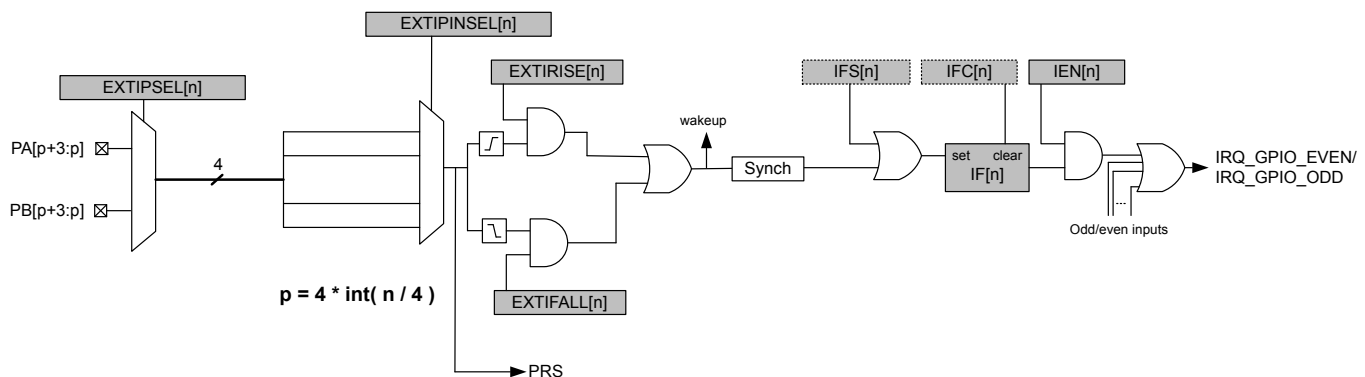 EXTIPINSEL[n]
EXTIPSEL[n]
EXTIRISE[n]
IFS[n]
IFC[n]
IEN[n]
PA[p+3:p]
4
wakeup
Synch
set clear
IF[n]
IRQ_GPIO_EVEN/
IRQ_GPIO_ODD
PB[p+3:p]
...
Odd/even inputs
p = 4 * int( n / 4 )
EXTIFALL[n]
PRS